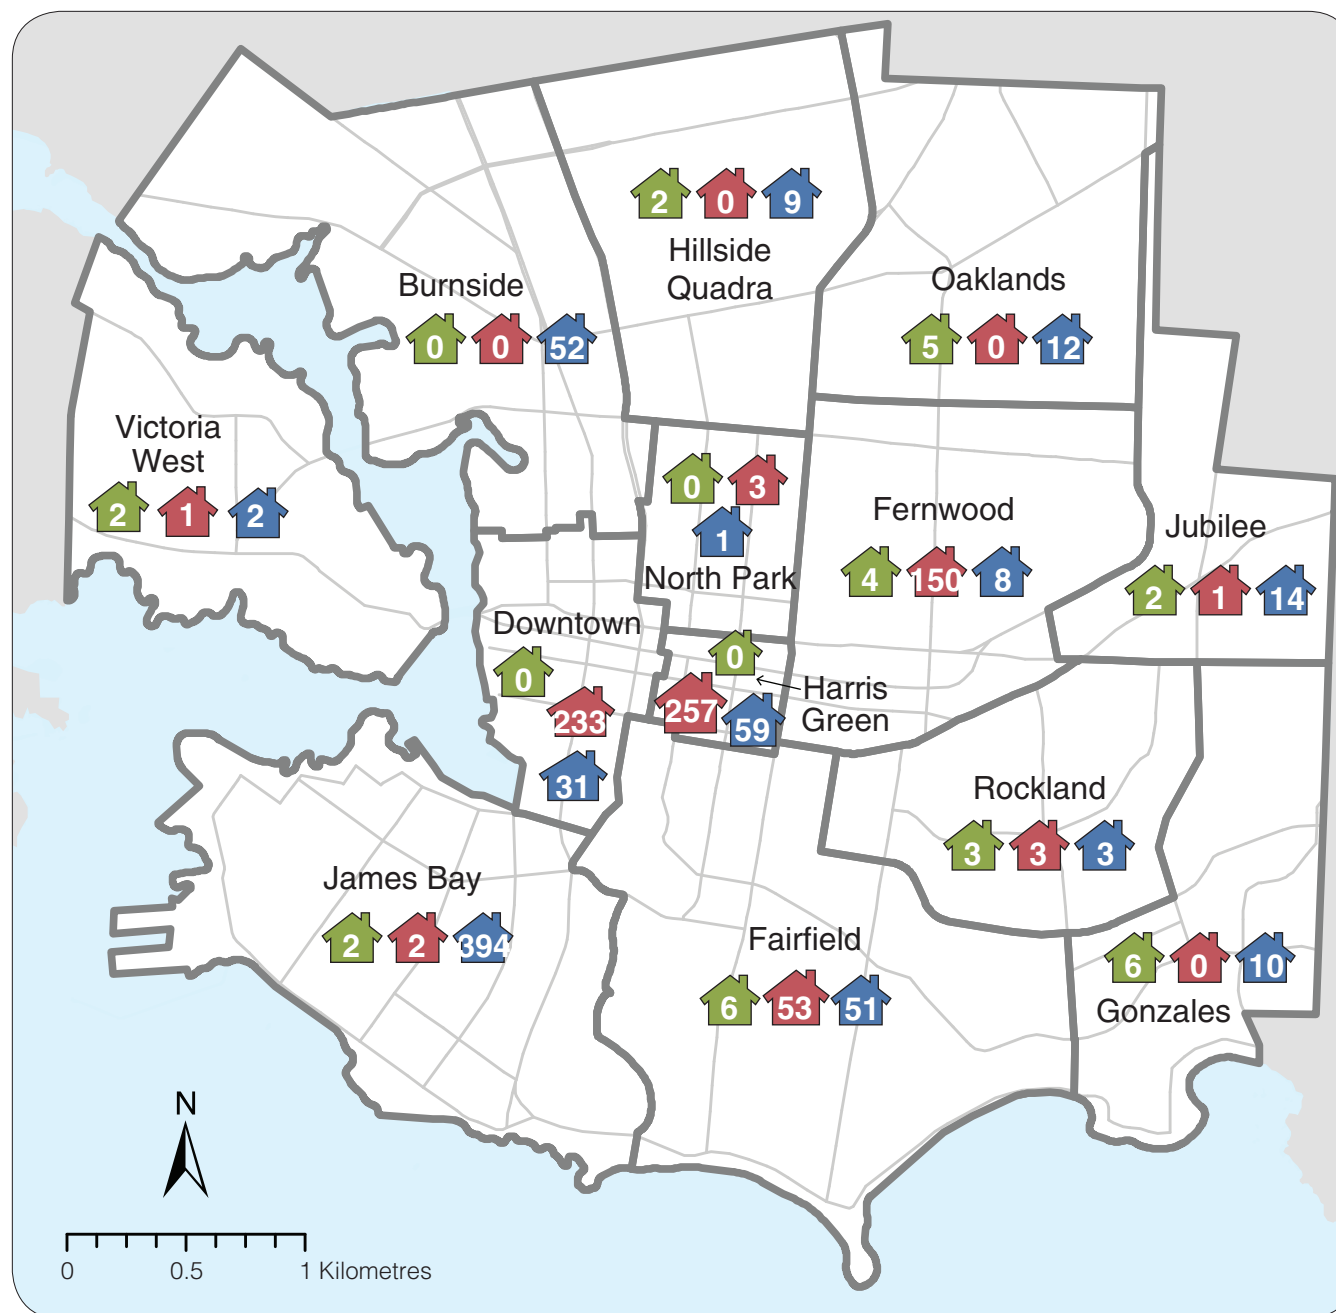 2 0 9
Hillside
Quadra
Burnside
0 0 52
Oaklands
5 0 12
Victoria
West
2 1 2
0 3
1
North Park
Fernwood
4 150 8
Jubilee
2 1 14
Downtown
0
233
31
0
Harris
Green
257 59
Rockland
3 3 3
James Bay
2 2 394
Fairfield
6 53 51
6 0 10
Gonzales
N
0 0.5 1 Kilometres